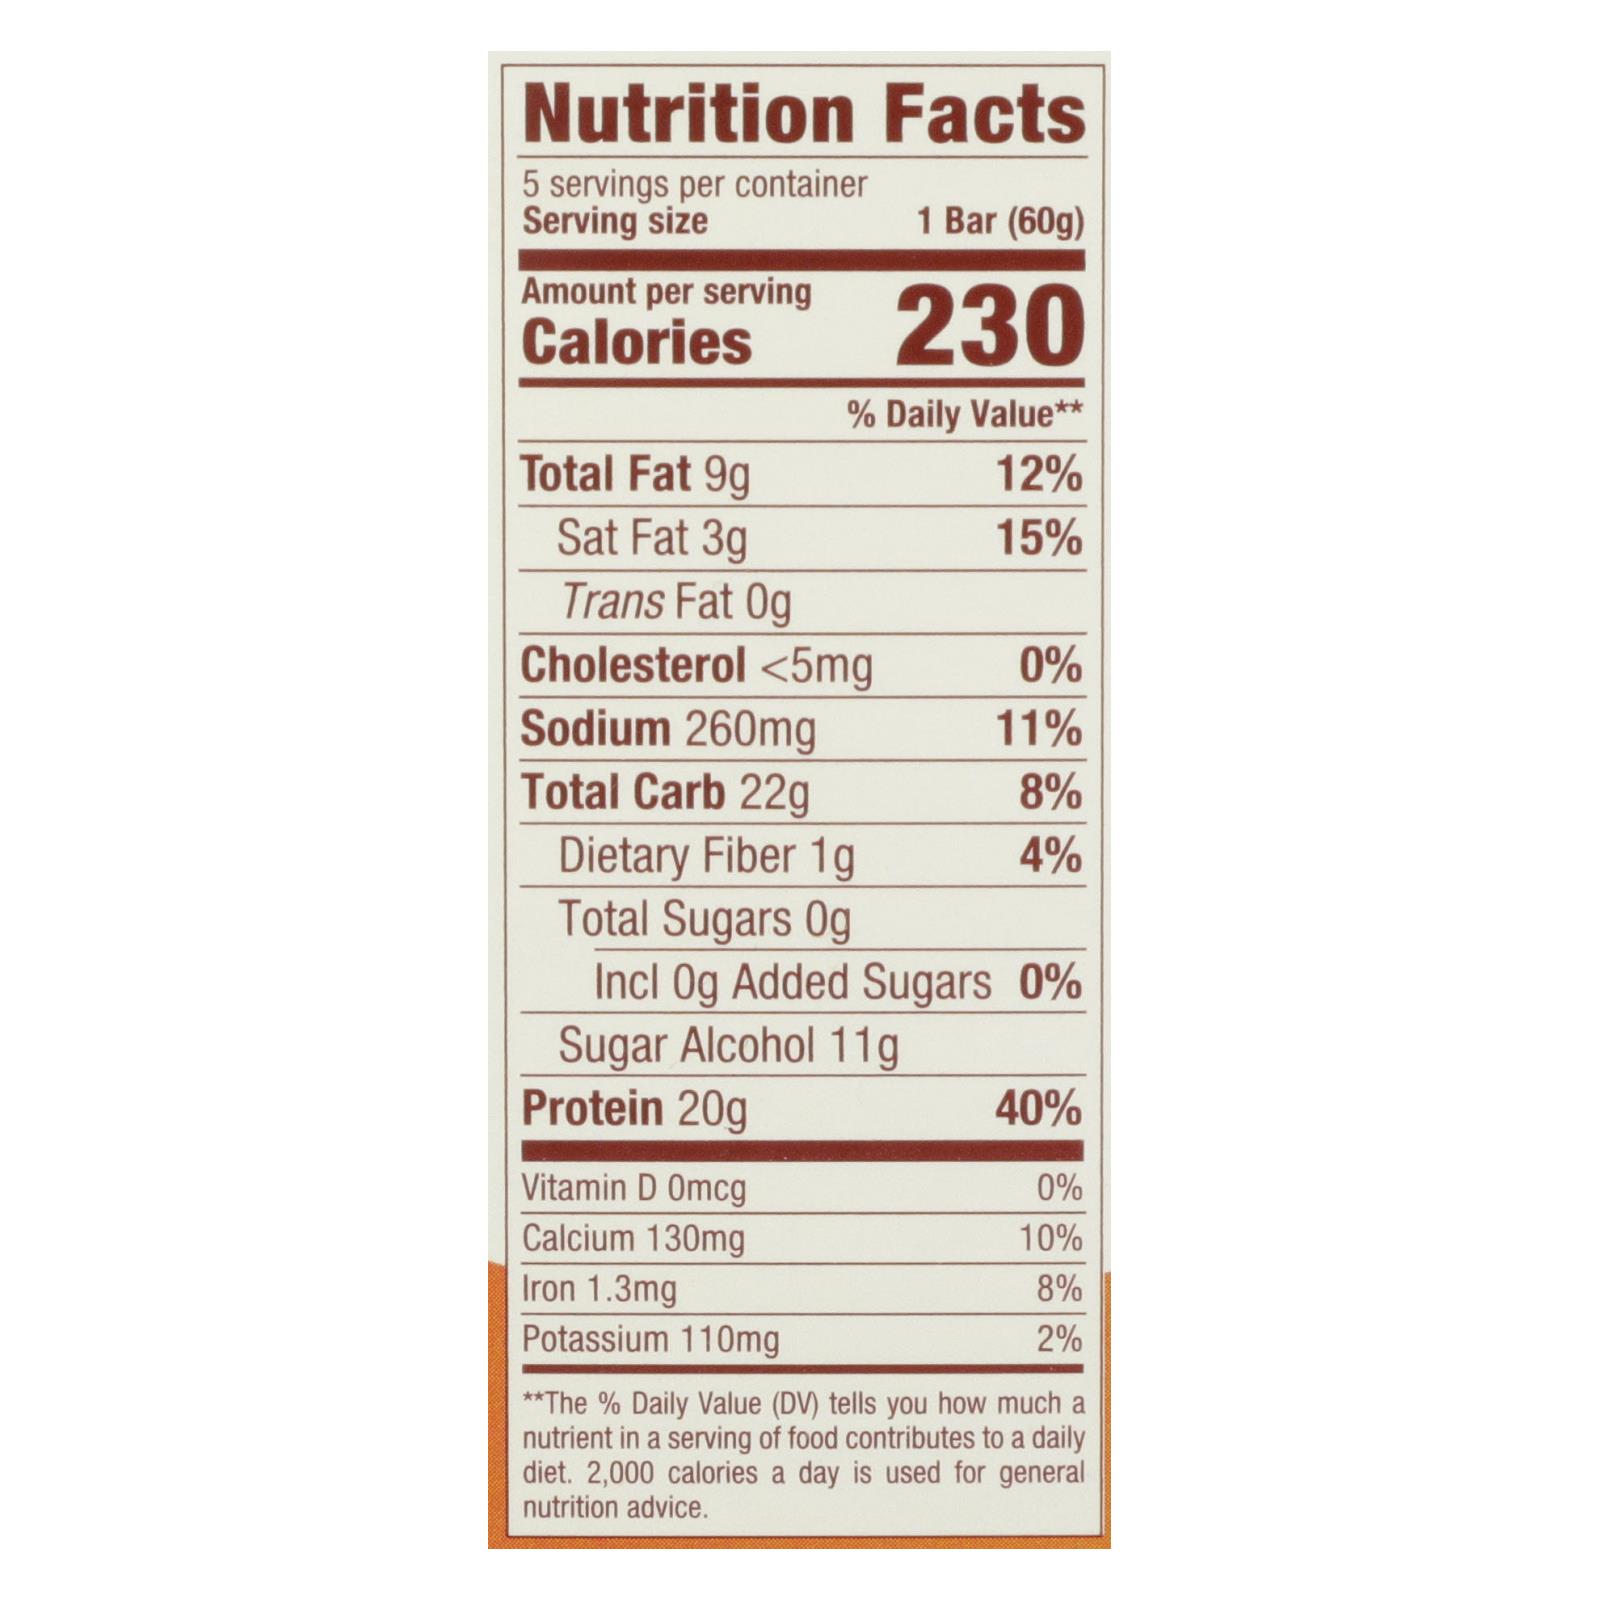 Nutrition Facts
5 servings per container
Serving size 1 Bar (60g)
Amount per serving
Calories 230
% Daily Value**
Total Fat 9g 12%
Sat Fat 3g 15%
Trans Fat 0g
Cholesterol <5mg 0%
Sodium 260mg 11%
Total Carb 22g 8%
Dietary Fiber 1g 4%
Total Sugars 0g
Incl 0g Added Sugars 0%
Sugar Alcohol 11g
Protein 20g 40%
Vitamin D 0mcg 0%
Calcium 130mg 10%
Iron 1.3mg 8%
Potassium 110mg 2%
**The % Daily Value (DV) tells you how much a
nutrient in a serving of food contributes to a daily
diet. 2,000 calories a day is used for general
nutrition advice.